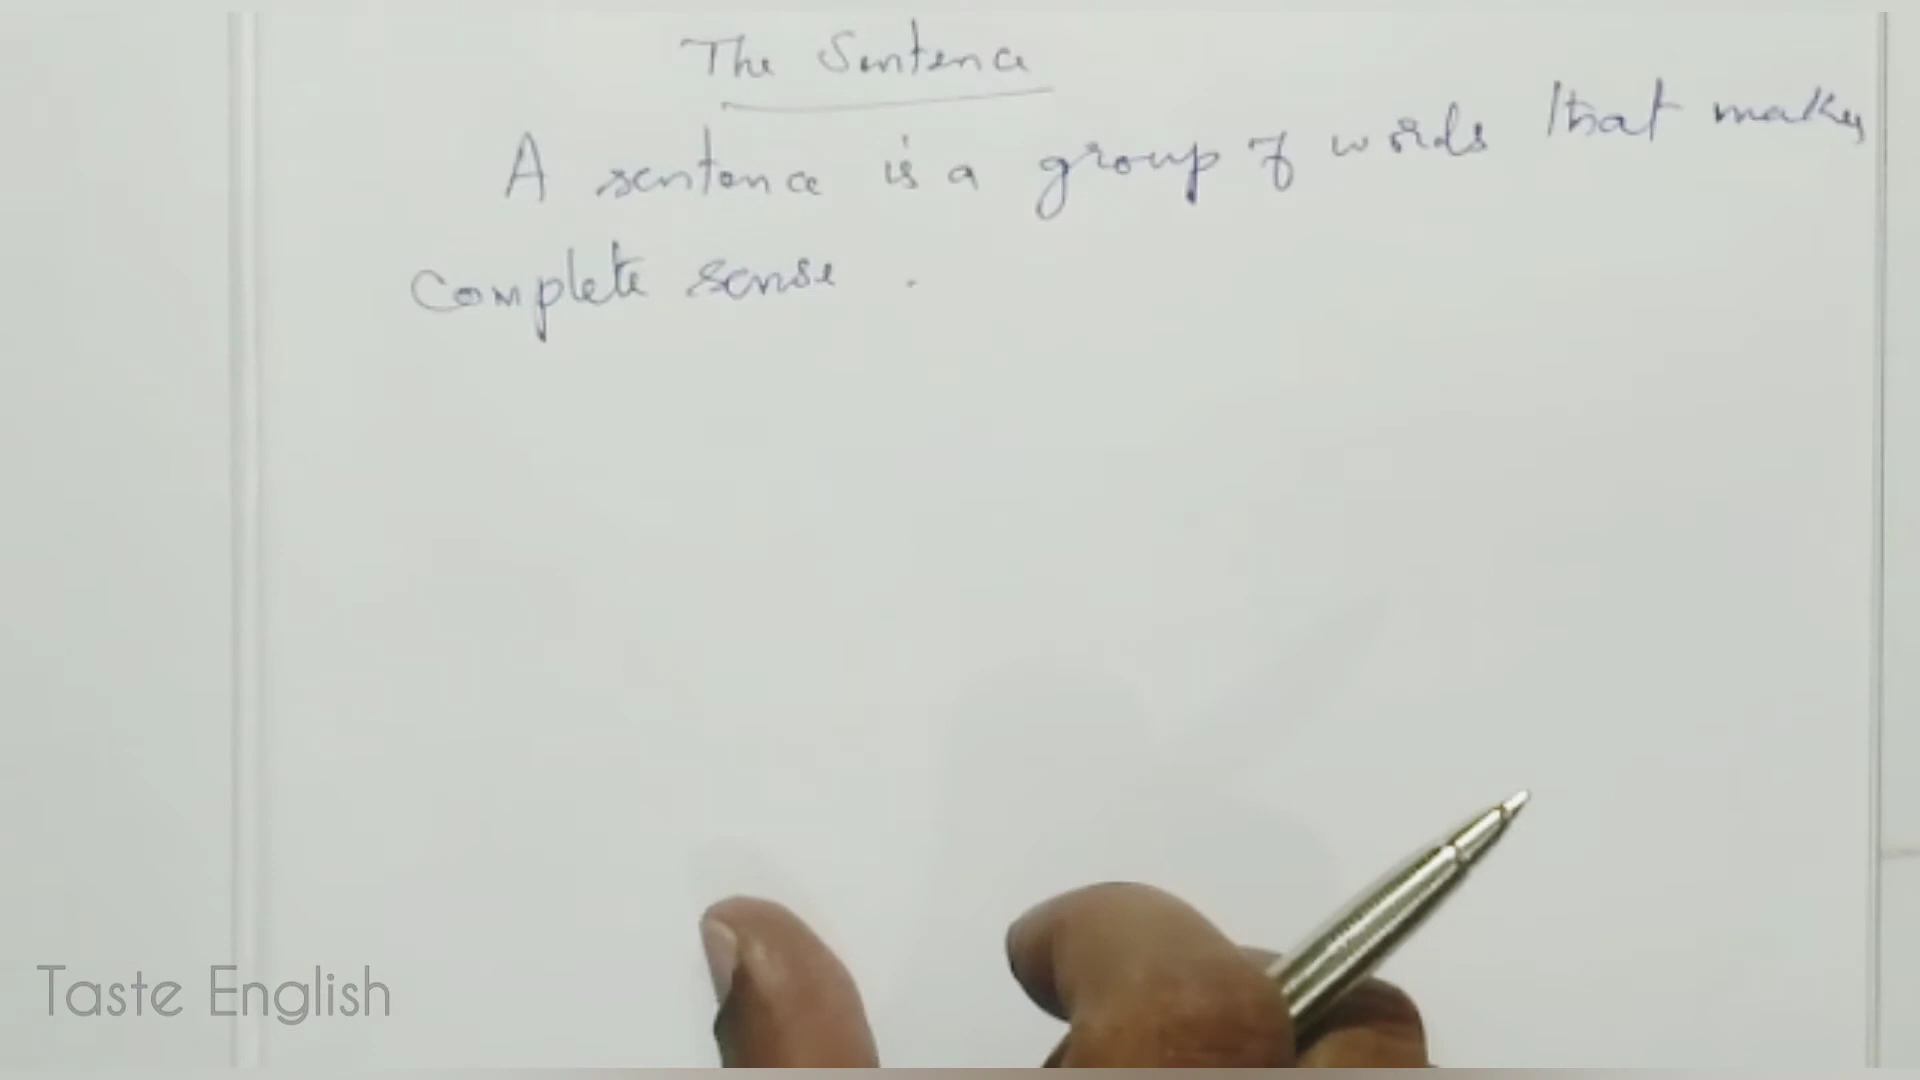 The Sentence
A sentence is a group of words that makes
complete sense .
Taste English